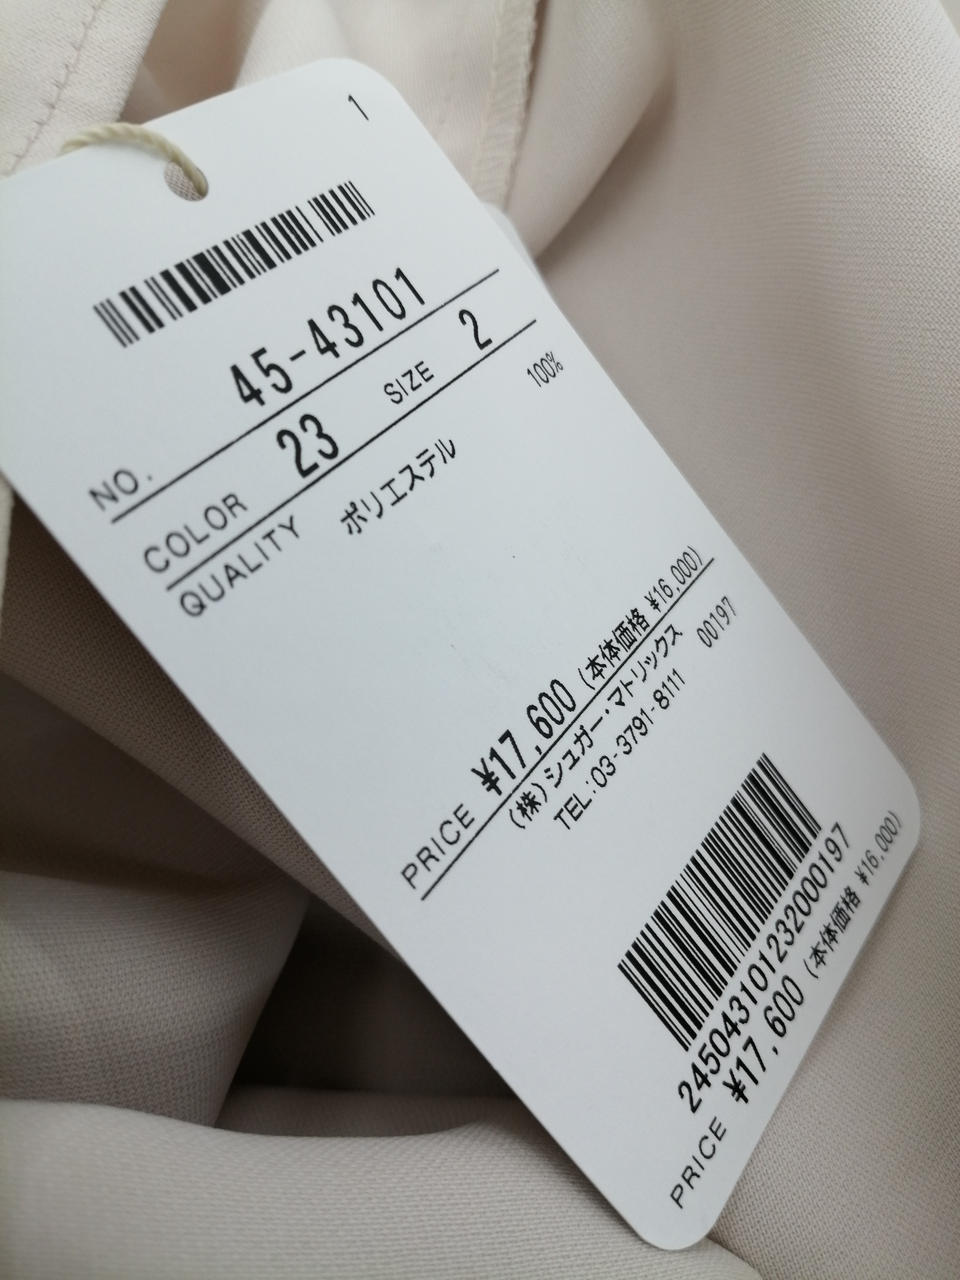 1
45-43101
NO.
COLOR 23 SIZE 2
QUALITY ポリエステル 100%
PRICE ¥17,600 (本体価格 ¥16,000)
(株)シュガー・マトリックス
TEL:03-3791-8111 00197
245043101232000197
PRICE ¥17,600 (本体価格 ¥16,000)